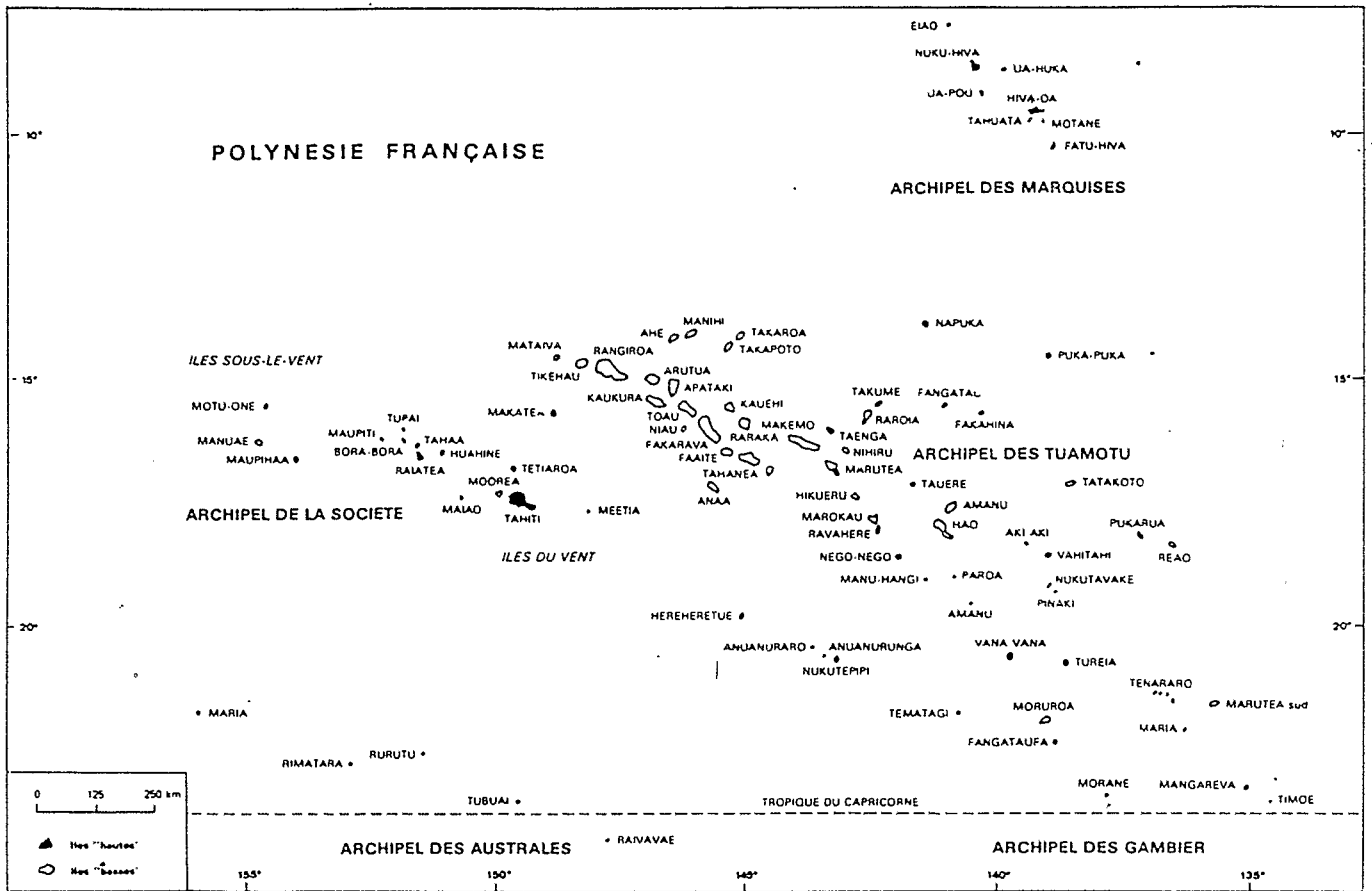 EIAO
NUKU-HIVA
UA-HUKA
UA-POU
HIVA-OA
TAHUATA
MOTANE
10°
10°
POLYNESIE FRANÇAISE
FATU-HIVA
ARCHIPEL DES MARQUISES
MANIHI
NAPUKA
AHE
TAKAROA
MATAIVA
RANGIROA
TAKAPOTO
PUKA-PUKA
ILES SOUS-LE-VENT
TIKEHAU
ARUTUA
15°
15°
APATAKI
TAKUME
FANGATAU
KAUKURA
KAUEHI
MOTU-ONE
MAKATEA
TOAU
RAROIA
FAKAHINA
TUPAI
NIAU
MAKEMO
MAUPITI
TAHAA
RARAKA
TAENGA
MANUAE
BORA-BORA
HUAHINE
FAKARAVA
NIHIRU
ARCHIPEL DES TUAMOTU
MAUPIHAA
RAIATEA
TETIAROA
FAAITE
MARUTEA
TAHANEA
MOOREA
TAUERE
TATAKOTO
ANAA
HIKUERU
AMANU
MAIAO
MEETIA
ARCHIPEL DE LA SOCIETE
TAHITI
MAROKAU
HAO
PUKARUA
RAVAHERE
AKI AKI
ILES DU VENT
NEGO-NEGO
VAHITAHI
REAO
MANU-HANGI
PAROA
NUKUTAVAKE
PINAKI
HEREHERETUE
AMANU
20°
20°
ANUANURARO
ANUANURUNGA
VANA VANA
NUKUTEPIPI
TUREIA
TENARARO
MARIA
TEMATAGI
MORUROA
MARUTEA sud
MARIA
FANGATAUFA
RURUTU
RIMATARA
MORANE
MANGAREVA
0 125 250 km
TUBUAI
TROPIQUE DU CAPRICORNE
TIMOE
Iles "hautes"
RAIVAVAE
ARCHIPEL DES AUSTRALES
ARCHIPEL DES GAMBIER
Iles "basses"
155°
150°
145°
140°
135°